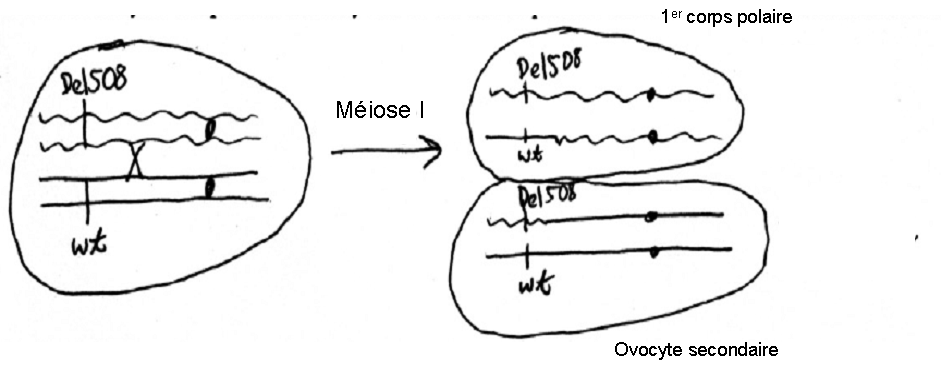 1er corps polaire
Del508
wt
Méiose I
Del508
wt
Del508
wt
Ovocyte secondaire